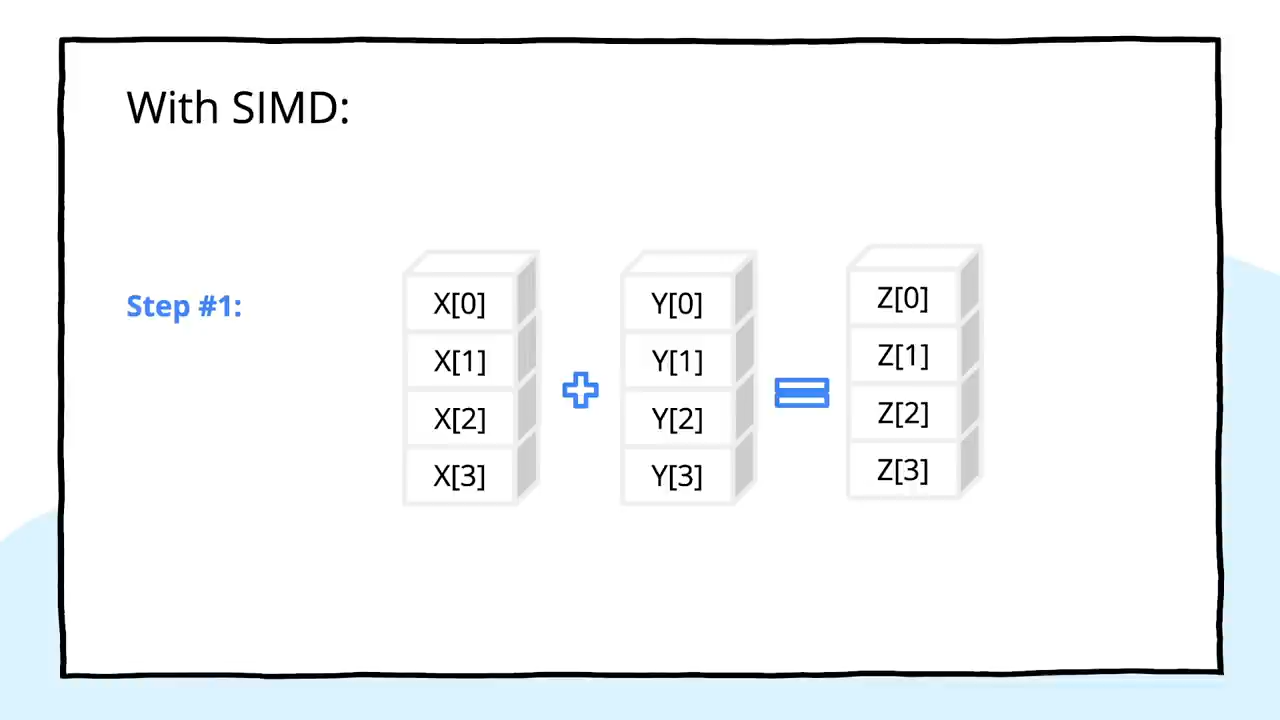 With SIMD:
Step #1:
X[0] Y[0] Z[0]
X[1] Y[1] Z[1]
X[2] + Y[2] = Z[2]
X[3] Y[3] Z[3]